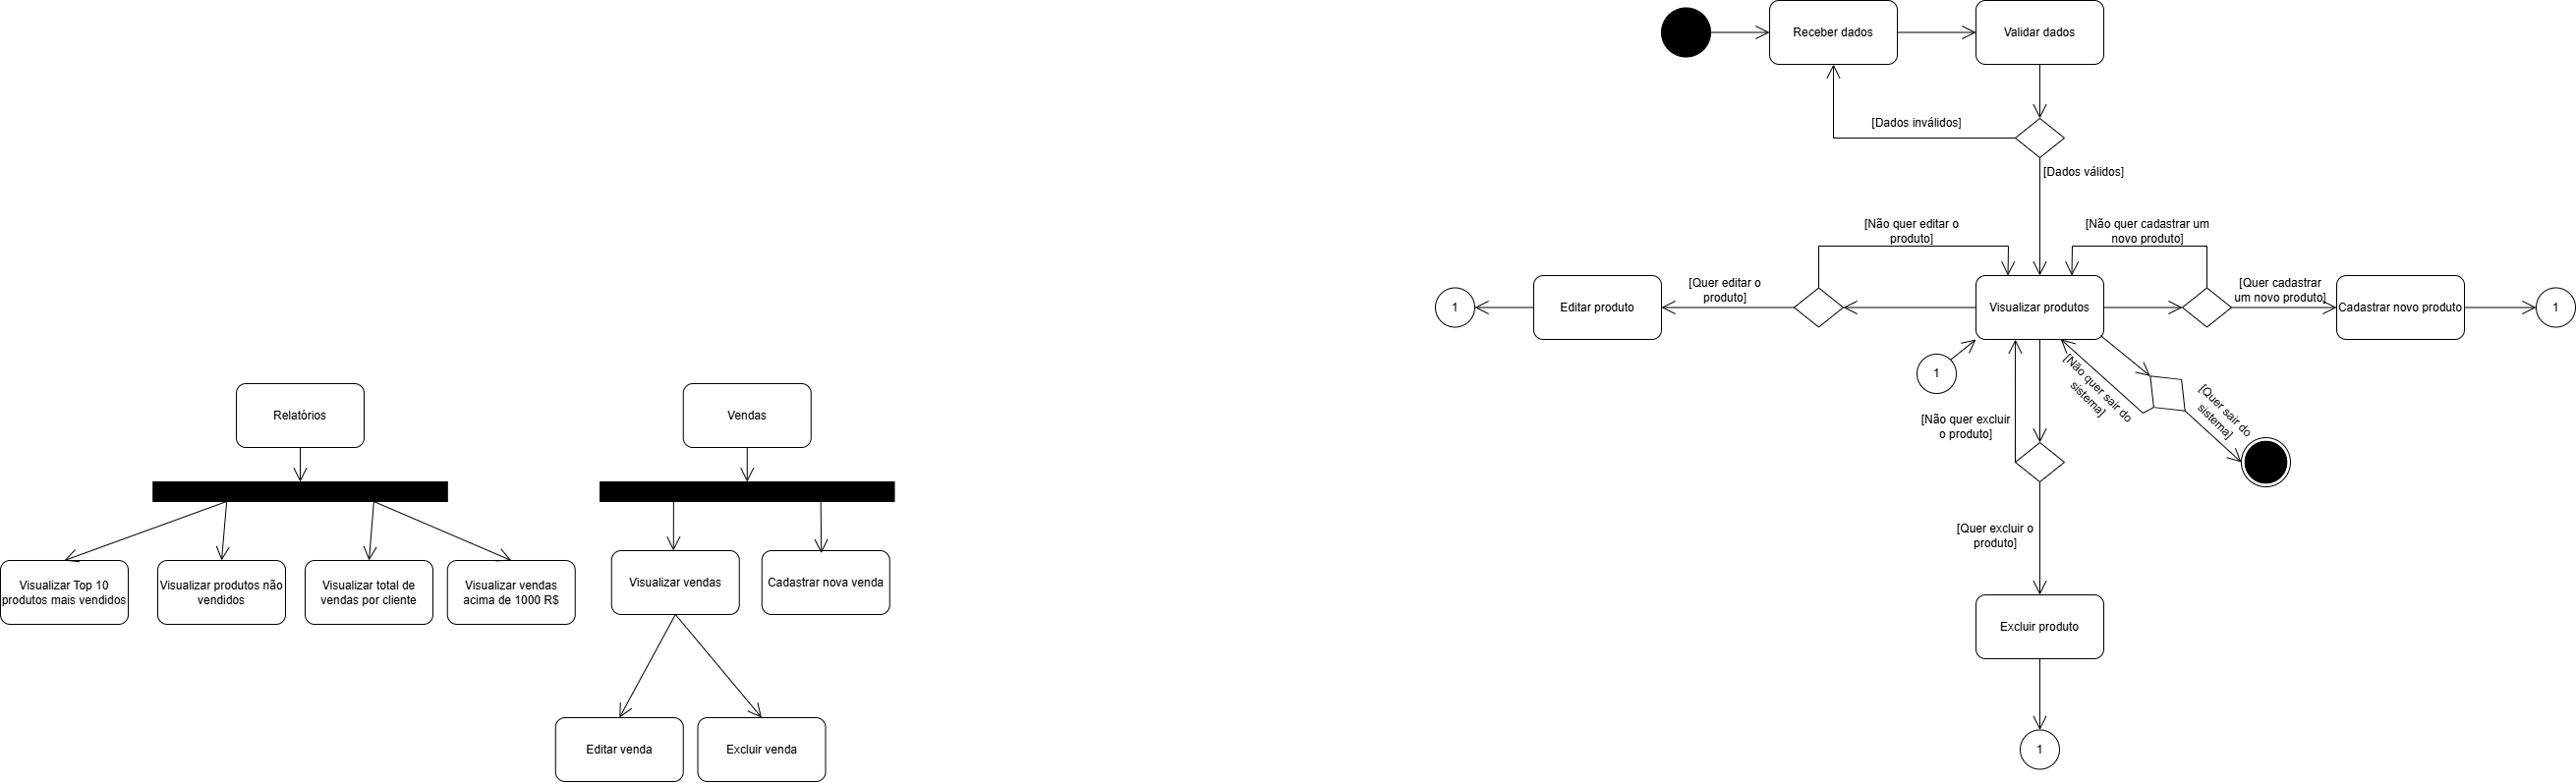 Receber dados
Validar dados
[Dados inválidos]
[Dados válidos]
[Não quer editar o
produto]
[Não quer cadastrar um
novo produto]
1
Editar produto
[Quer editar o
produto]
Visualizar produtos
[Quer cadastrar
um novo produto]
Cadastrar novo produto
1
1
[Não quer sair do
sistema]
[Quer sair do
sistema]
[Não quer excluir
o produto]
[Quer excluir o
produto]
Excluir produto
1
Relatórios
Visualizar Top 10
produtos mais vendidos
Visualizar produtos não
vendidos
Visualizar total de
vendas por cliente
Visualizar vendas
acima de 1000 R$
Vendas
Visualizar vendas
Cadastrar nova venda
Editar venda
Excluir venda